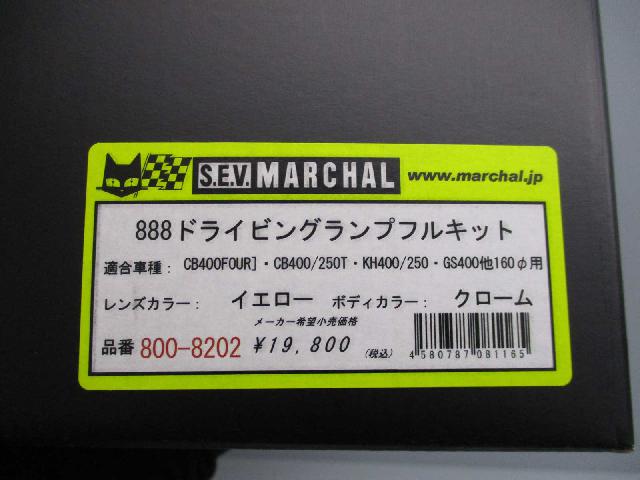 S.E.V. MARCHAL www.marchal.jp
888ドライビングランプフルキット
適合車種： CB400FOUR]・CB400/250T・KH400/250・GS400他160φ用
レンズカラー： イエロー ボディカラー： クローム
メーカー希望小売価格
品番 800-8202 ¥19,800 (税込)
4580787081165